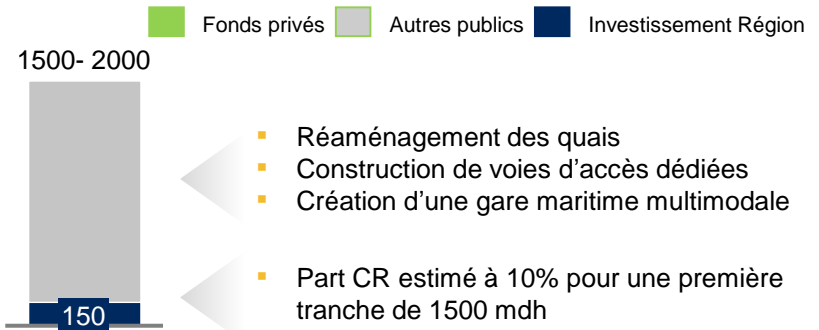 Fonds privés Autres publics Investissement Région
1500- 2000
▪ Réaménagement des quais
▪ Construction de voies d'accès dédiées
▪ Création d'une gare maritime multimodale
▪ Part CR estimé à 10% pour une première
tranche de 1500 mdh
150